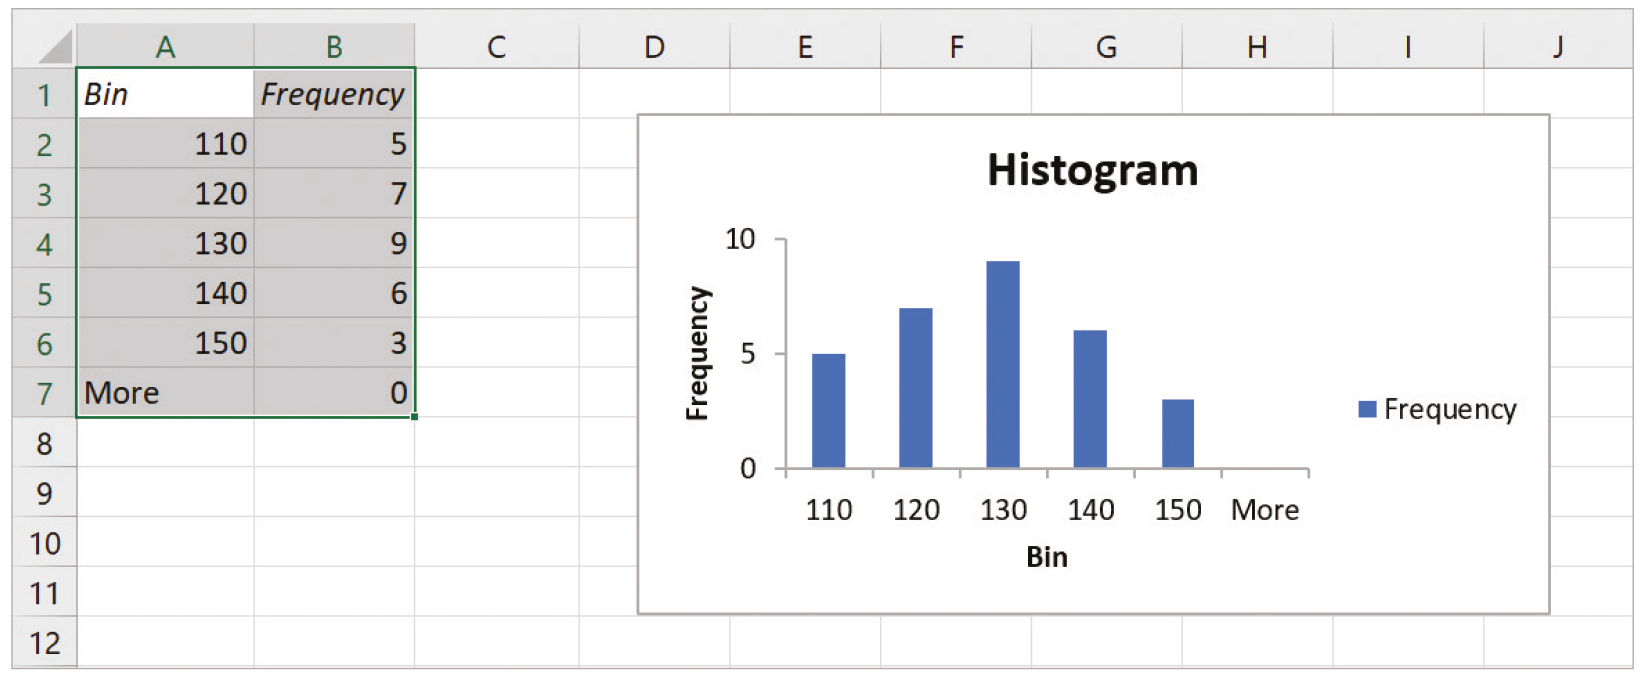 A B C D E F G H I J
1 Bin Frequency
2 110 5
3 120 7
4 130 9
5 140 6
6 150 3
7 More 0
8
9
10
11
12
Histogram
Frequency
10
5
0
110 120 130 140 150 More
Bin
Frequency